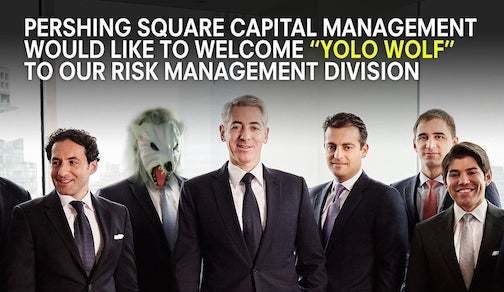 PERSHING SQUARE CAPITAL MANAGEMENT
WOULD LIKE TO WELCOME “YOLO WOLF”
TO OUR RISK MANAGEMENT DIVISION